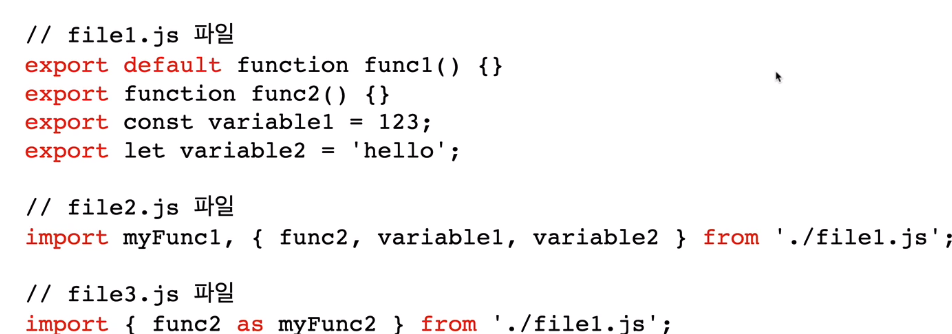 // file1.js 파일
export default function func1() {}
export function func2() {}
export const variable1 = 123;
export let variable2 = 'hello';
// file2.js 파일
import myFunc1, { func2, variable1, variable2 } from './file1.js';
// file3.js 파일
import { func2 as myFunc2 } from './file1.js';